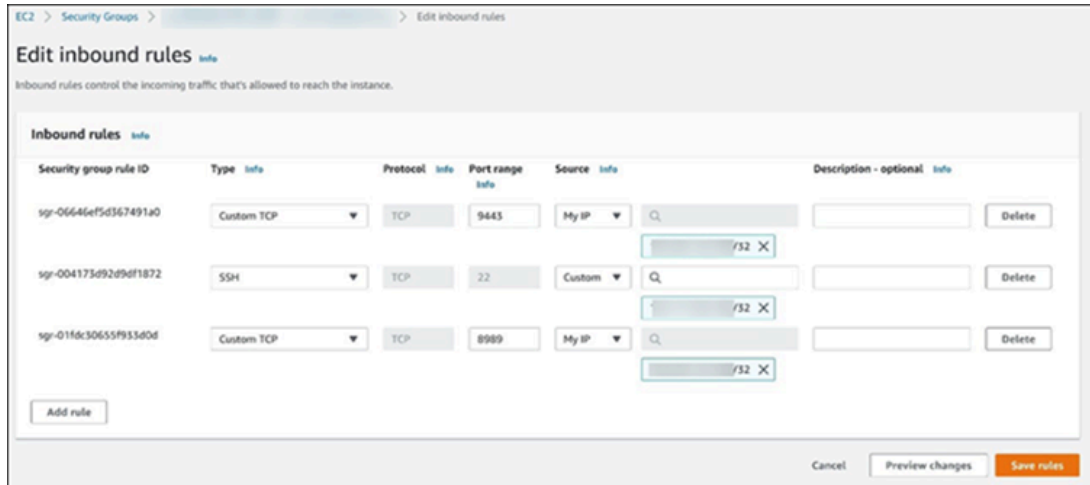 EC2 > Security Groups > > Edit inbound rules
Edit inbound rules Info
Inbound rules control the incoming traffic that's allowed to reach the instance.
Inbound rules Info
Security group rule ID Type Info Protocol Info Port range Info Source Info Description - optional Info
sgr-06646ef5d367491a0 Custom TCP TCP 9443 My IP Delete
/32 X
sgr-004173d92d9df1872 SSH TCP 22 Custom Delete
/32 X
sgr-01fdc30655f933d0d Custom TCP TCP 8989 My IP Delete
/32 X
Add rule
Cancel Preview changes Save rules